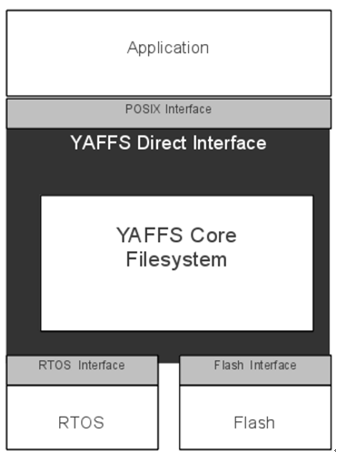 Application
POSIX Interface
YAFFS Direct Interface
YAFFS Core
Filesystem
RTOS Interface
Flash Interface
RTOS
Flash